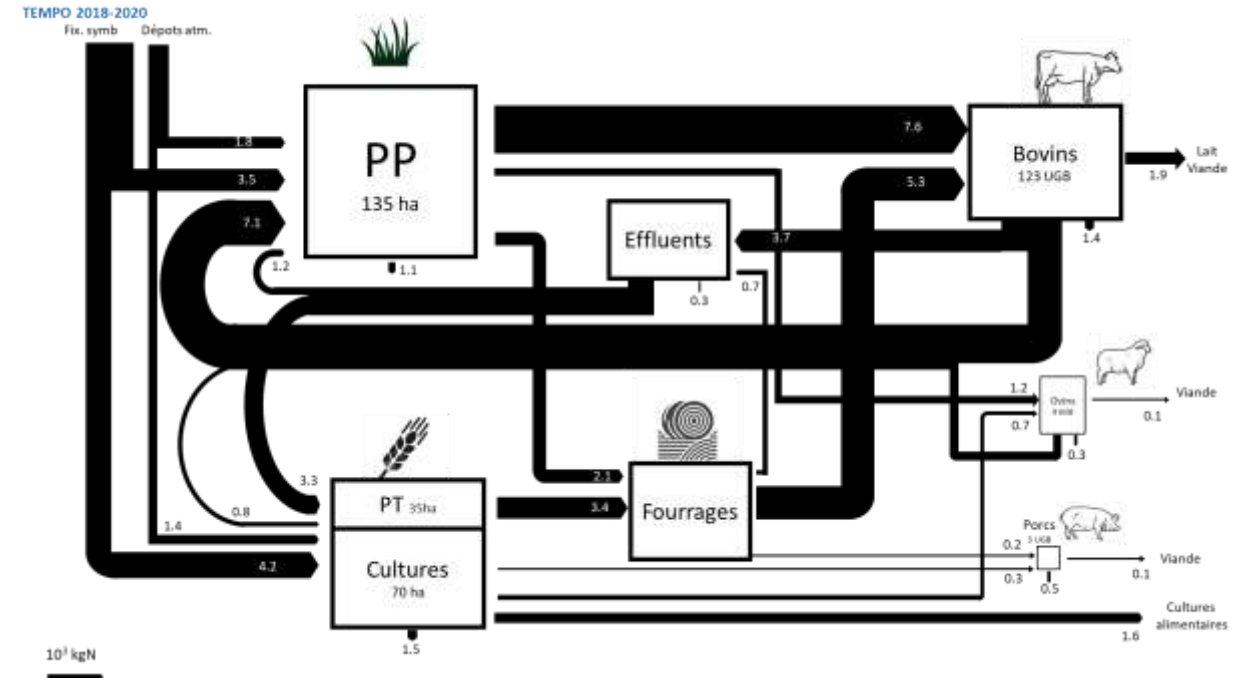 TEMPO 2018-2020
Fix. symb
Dépots atm.
1.8
3.5
7.1
1.2
PP
135 ha
1.1
7.6
Bovins
123 UGB
1.9
Lait
Viande
1.4
5.3
Effluents
3.7
0.3
0.7
1.2
0.7
Ovins
0.3
Viande
0.1
3.3
0.8
1.4
4.2
PT 35ha
Cultures
70 ha
1.5
2.1
3.4
Fourrages
Porcs
3 UGB
0.2
0.3
0.5
Viande
0.1
Cultures
alimentaires
1.6
10³ kgN